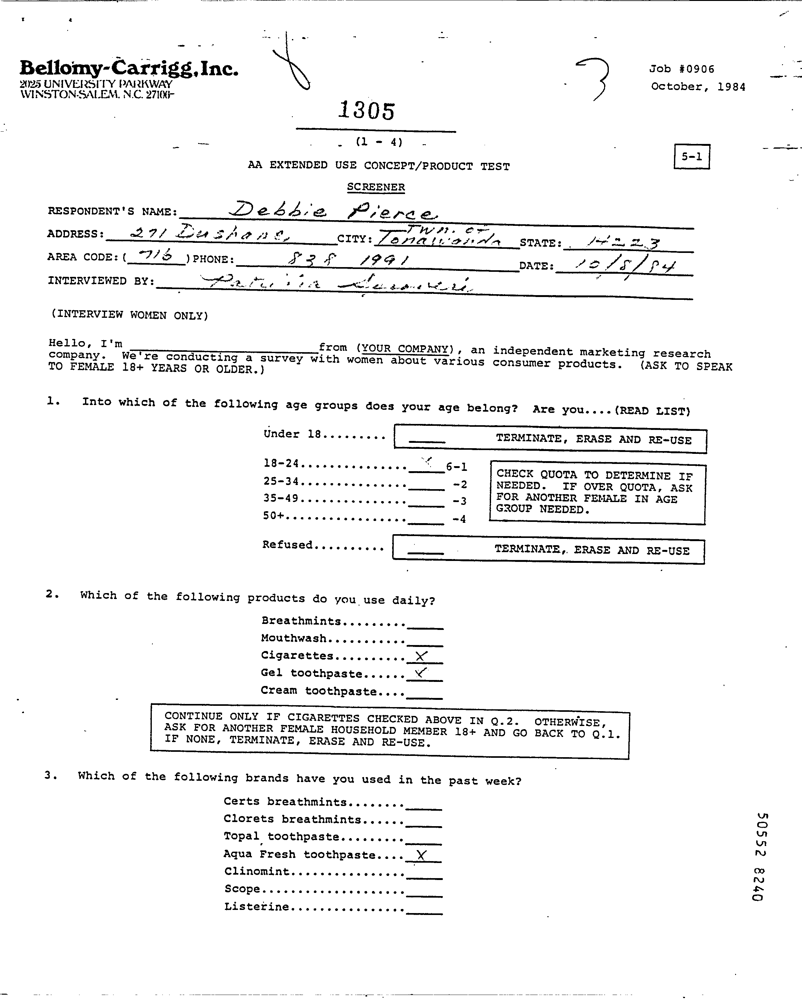 Bellomy-Carrigg, Inc.
2025 UNIVERSITY PARKWAY
WINSTON-SALEM, N.C. 27106
3
Job #0906
October, 1984
1305
(1 - 4)
5-1
AA EXTENDED USE CONCEPT/PRODUCT TEST
SCREENER
RESPONDENT'S NAME: Debbie Pierce
ADDRESS: 271 Dushane CITY: Twn. of Tonawanda STATE: 14223
AREA CODE: ( 716 ) PHONE: 838 1991 DATE: 10/8/84
INTERVIEWED BY: Patricia
(INTERVIEW WOMEN ONLY)
Hello, I'm ____ from (YOUR COMPANY), an independent marketing research
company. We're conducting a survey with women about various consumer products. (ASK TO SPEAK
TO FEMALE 18+ YEARS OR OLDER.)
1. Into which of the following age groups does your age belong? Are you....(READ LIST)
Under 18......... ____ TERMINATE, ERASE AND RE-USE
18-24............... X 6-1
25-34............... ____ -2
35-49............... ____ -3
50+................. ____ -4
CHECK QUOTA TO DETERMINE IF
NEEDED. IF OVER QUOTA, ASK
FOR ANOTHER FEMALE IN AGE
GROUP NEEDED.
Refused.......... ____ TERMINATE, ERASE AND RE-USE
2. Which of the following products do you use daily?
Breathmints......... ____
Mouthwash........... ____
Cigarettes.......... X
Gel toothpaste...... X
Cream toothpaste.... ____
CONTINUE ONLY IF CIGARETTES CHECKED ABOVE IN Q.2. OTHERWISE,
ASK FOR ANOTHER FEMALE HOUSEHOLD MEMBER 18+ AND GO BACK TO Q.1.
IF NONE, TERMINATE, ERASE AND RE-USE.
3. Which of the following brands have you used in the past week?
Certs breathmints........ ____
Clorets breathmints...... ____
Topal toothpaste......... ____
Aqua Fresh toothpaste.... X
Clinomint................ ____
Scope.................... ____
Listerine................ ____
50552 8240